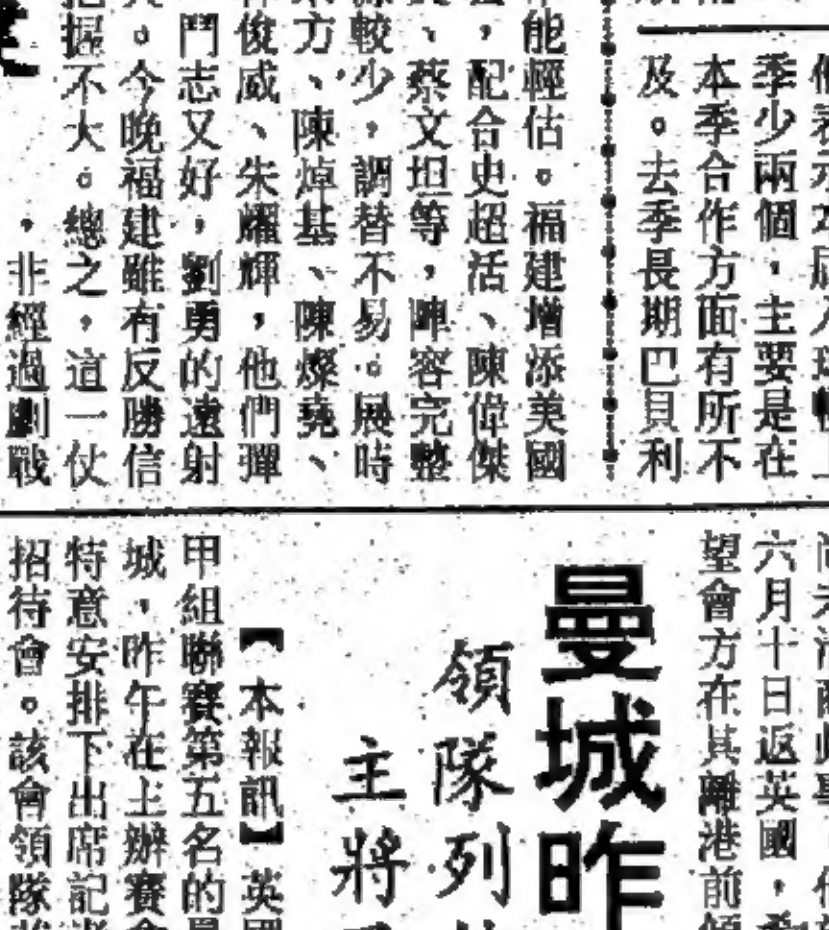 季少兩個，主要是在
本季合作方面有所不
及。去季長期巴貝利
能輕估。福建增添美國
，配合史超活、陳偉傑
、蔡文坦等，陣容完整
較少，調替不易。展時
方、陳焯基、陳燦堯、
俊威、朱耀輝，他們彈
鬥志又好，劉勇的遠射
。今晚福建雖有反勝信
握不大。總之，這一仗
，非經過劇戰
六月十日返英國，
望會方在其離港前
曼城昨
領隊列
主將
【本報訊】英
甲組聯賽第五名的
城，昨午在主辦賽
特意安排下出席記
招待會。該會領隊